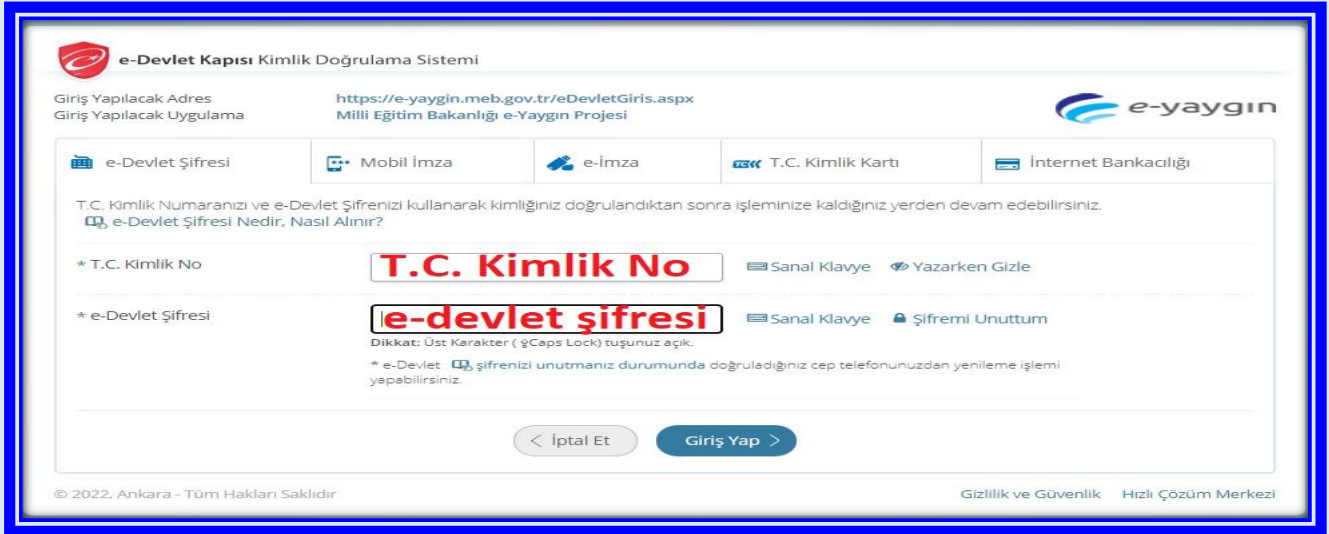 e-Devlet Kapısı Kimlik Doğrulama Sistemi
Giriş Yapılacak Adres https://e-yaygin.meb.gov.tr/eDevletGiris.aspx
Giriş Yapılacak Uygulama Milli Eğitim Bakanlığı e-Yaygın Projesi
e-yaygın
e-Devlet Şifresi Mobil İmza e-İmza T.C. Kimlik Kartı İnternet Bankacılığı
T.C. Kimlik Numaranızı ve e-Devlet Şifrenizi kullanarak kimliğiniz doğrulandıktan sonra işleminize kaldığınız yerden devam edebilirsiniz.
e-Devlet Şifresi Nedir, Nasıl Alınır?
* T.C. Kimlik No T.C. Kimlik No Sanal Klavye Yazarken Gizle
* e-Devlet Şifresi e-devlet şifresi Sanal Klavye Şifremi Unuttum
Dikkat: Üst Karakter ( Caps Lock) tuşunuz açık.
* e-Devlet şifrenizi unutmanız durumunda doğruladığınız cep telefonunuzdan yenileme işlemi
yapabilirsiniz.
< İptal Et Giriş Yap >
© 2022, Ankara - Tüm Hakları Saklıdır Gizlilik ve Güvenlik Hızlı Çözüm Merkezi